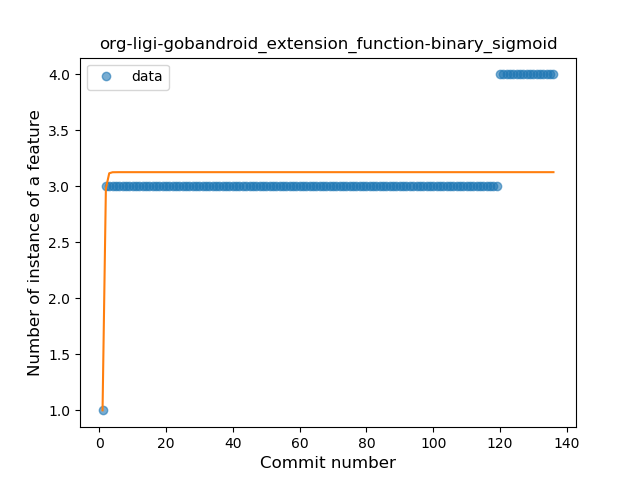 org-ligi-gobandroid_extension_function-binary_sigmoid
data
Number of instance of a feature
4.0
3.5
3.0
2.5
2.0
1.5
1.0
0 20 40 60 80 100 120 140
Commit number